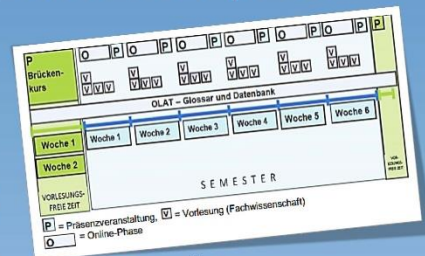 P O P O P O P O P O P O P P
Brücken-
kurs
V V V V V V
V V V V V V V V V V V V V V V V V V
OLAT – Glossar und Datenbank
Woche 1 Woche 1 Woche 2 Woche 3 Woche 4 Woche 5 Woche 6
Woche 2
VORLESUNGS-
FREIE ZEIT
SEMESTER
P = Präsenzveranstaltung, V = Vorlesung (Fachwissenschaft)
O = Online-Phase